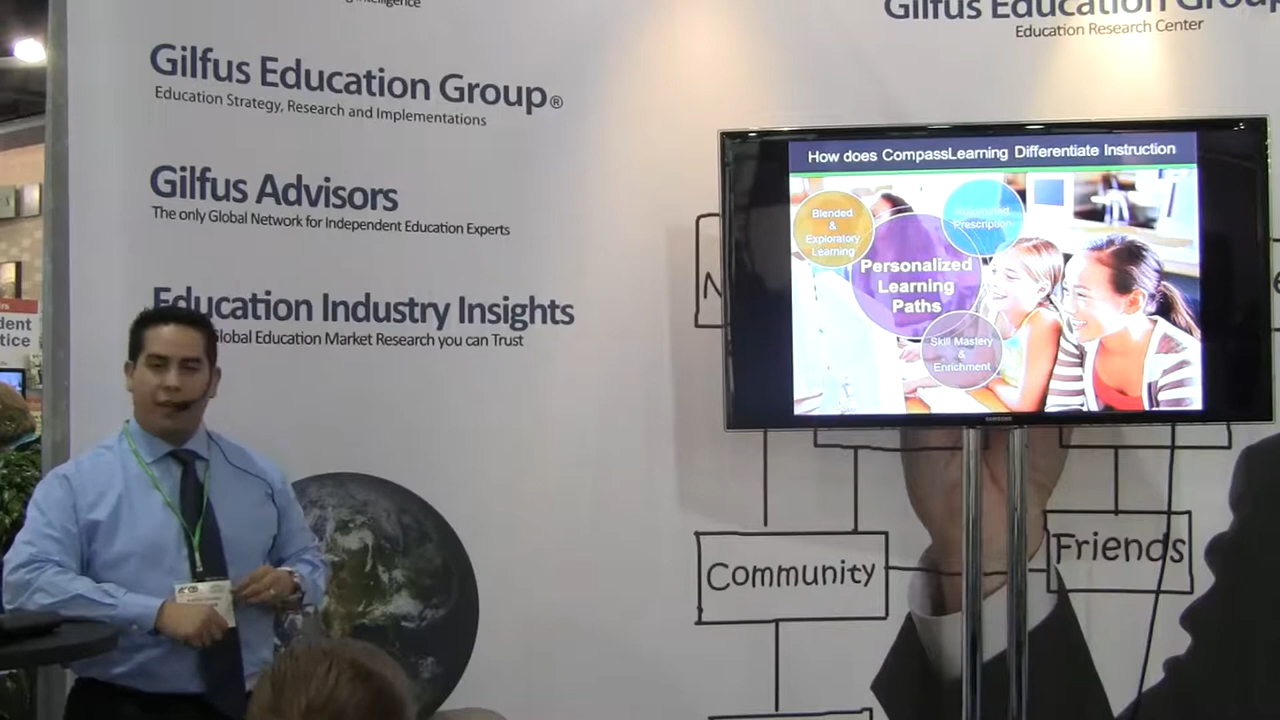 Gilfus Education Group®
Education Strategy, Research and Implementations
Gilfus Advisors
The only Global Network for Independent Education Experts
Education Industry Insights
Global Education Market Research you can Trust
Gilfus Education Group
Education Research Center
How does CompassLearning Differentiate Instruction
Blended
&
Exploratory
Learning
Prescription
Personalized
Learning
Paths
Skill Mastery
&
Enrichment
SAMSUNG
Community
Friends